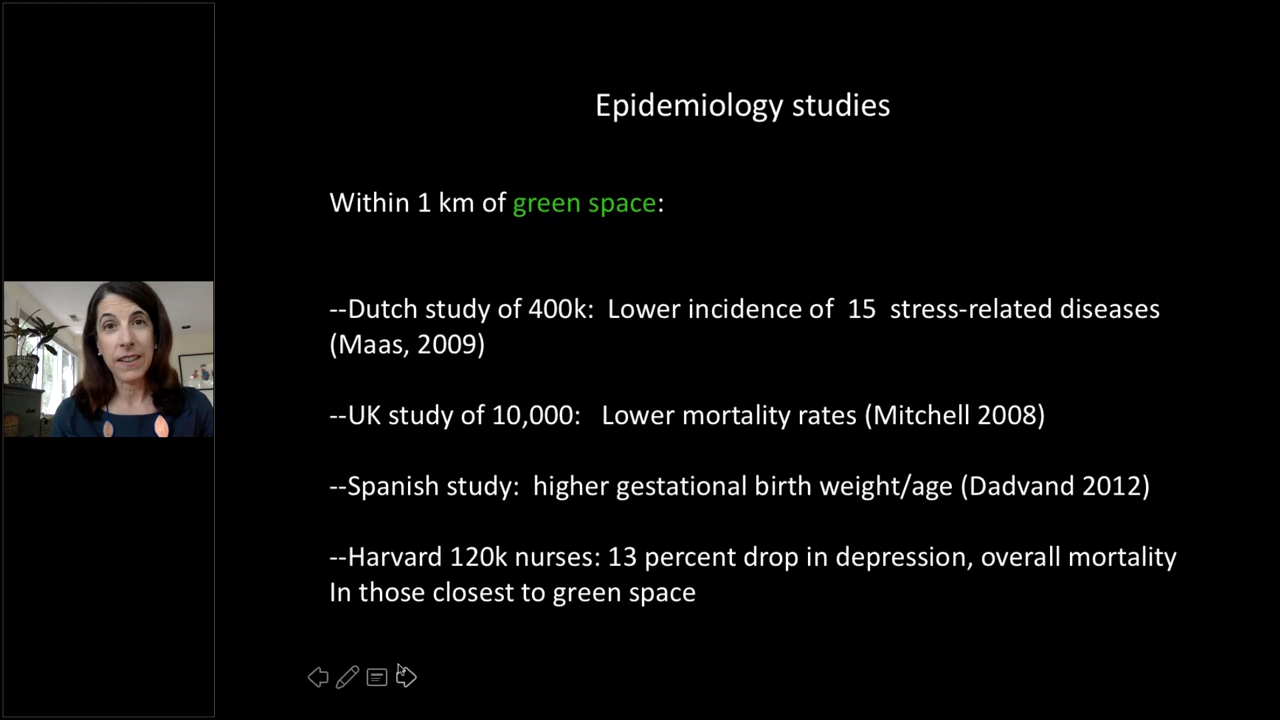 Epidemiology studies
Within 1 km of green space:
--Dutch study of 400k:  Lower incidence of  15  stress-related diseases
(Maas, 2009)
--UK study of 10,000:   Lower mortality rates (Mitchell 2008)
--Spanish study:  higher gestational birth weight/age (Dadvand 2012)
--Harvard 120k nurses: 13 percent drop in depression, overall mortality
In those closest to green space